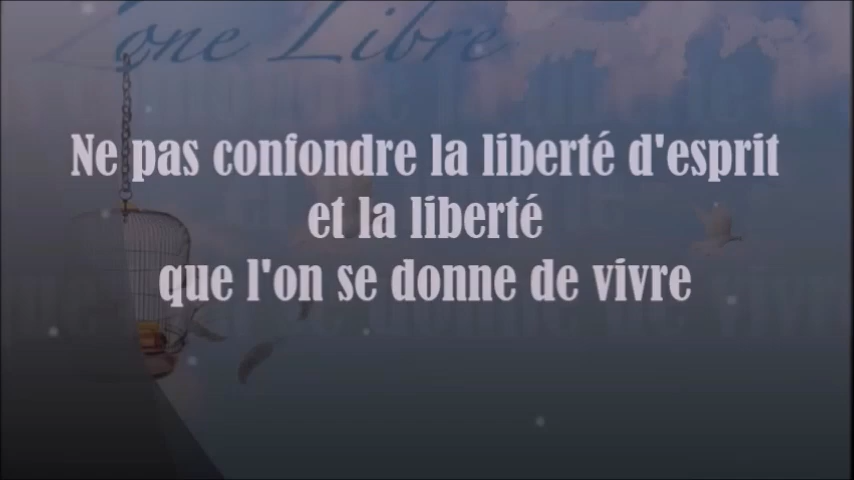 Zone Libre
Ne pas confondre la liberté d'esprit
et la liberté
que l'on se donne de vivre